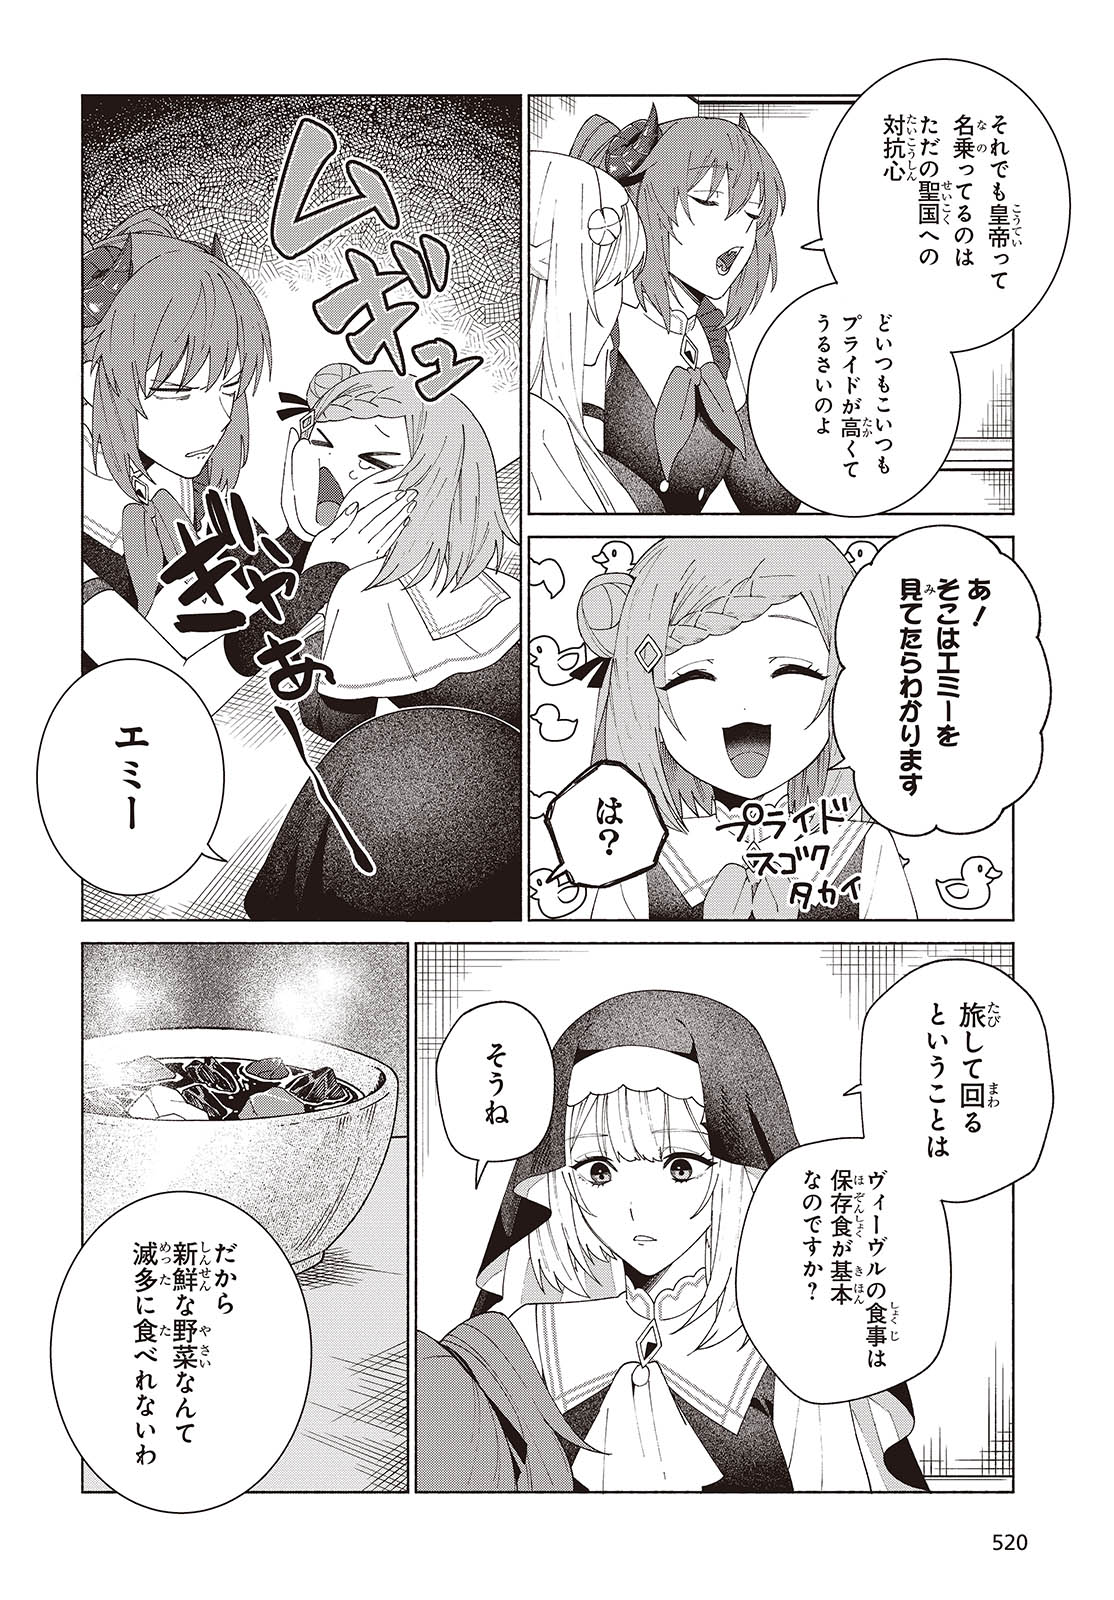 それでも皇帝って
名乗ってるのは
ただの聖国への
対抗心
どいつもこいつも
プライドが高くて
うるさいのよ
あ!
そこはエミーを
見てたらわかります
プライド
スゴク
タカイ
は?
ムギュ
ぎゃあぁー
エミー
旅して回る
ということは
ヴィーヴルの食事は
保存食が基本
なのですか?
そうね
だから
新鮮な野菜なんて
滅多に食べれないわ
520